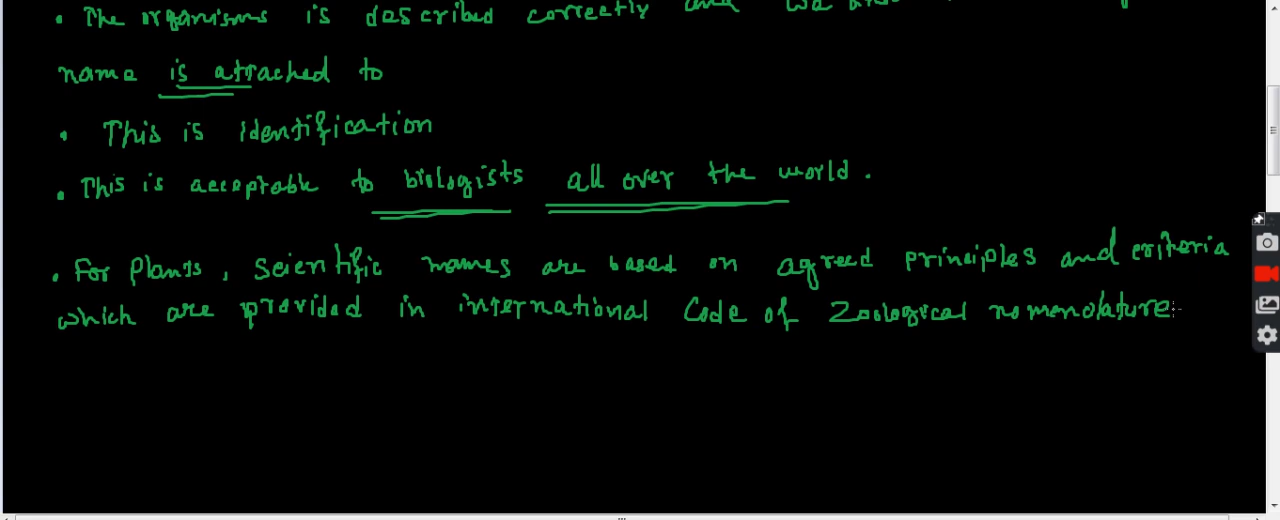 • The organisms is described correctly and we
name is attached to
• This is identification
• This is acceptable to biologists all over the world.
• For Plants, Scientific names are based on agreed principles and criteria
which are provided in international Code of Zoological nomenclature